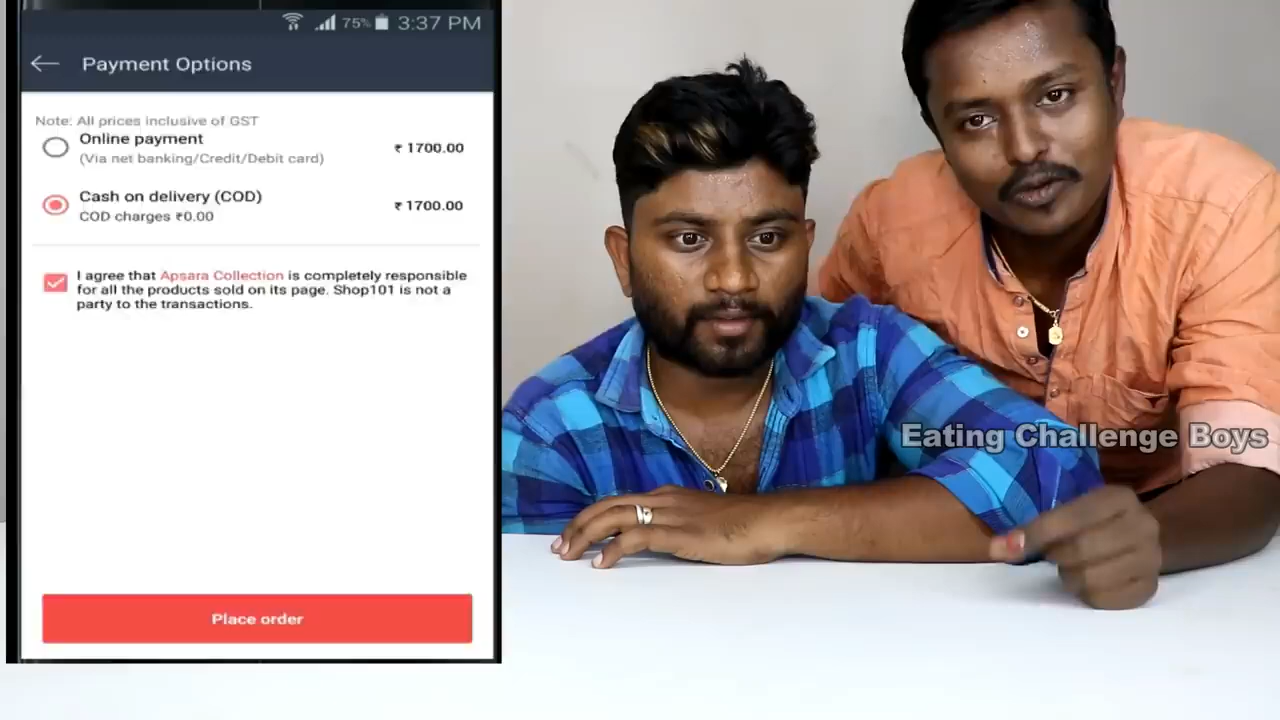 75% 3:37 PM
Payment Options
Note: All prices inclusive of GST
Online payment
₹ 1700.00
(Via net banking/Credit/Debit card)
Cash on delivery (COD)
₹ 1700.00
COD charges ₹0.00
I agree that Apsara Collection is completely responsible
for all the products sold on its page. Shop101 is not a
party to the transactions.
Place order
Eating Challenge Boys